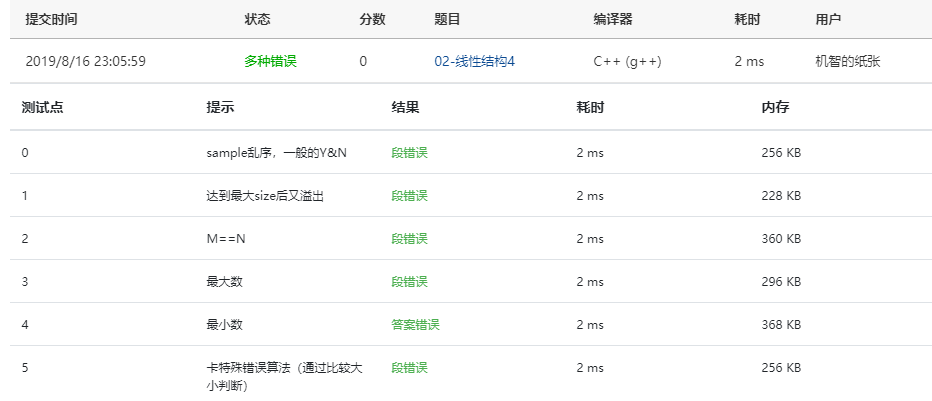 提交时间 状态 分数 题目 编译器 耗时 用户
2019/8/16 23:05:59 多种错误 0 02-线性结构4 C++ (g++) 2 ms 机智的纸张
测试点 提示 结果 耗时 内存
0 sample乱序，一般的Y&N 段错误 2 ms 256 KB
1 达到最大size后又溢出 段错误 2 ms 228 KB
2 M==N 段错误 2 ms 360 KB
3 最大数 段错误 2 ms 296 KB
4 最小数 答案错误 2 ms 368 KB
5 卡特殊错误算法（通过比较大 段错误 2 ms 256 KB
小判断）